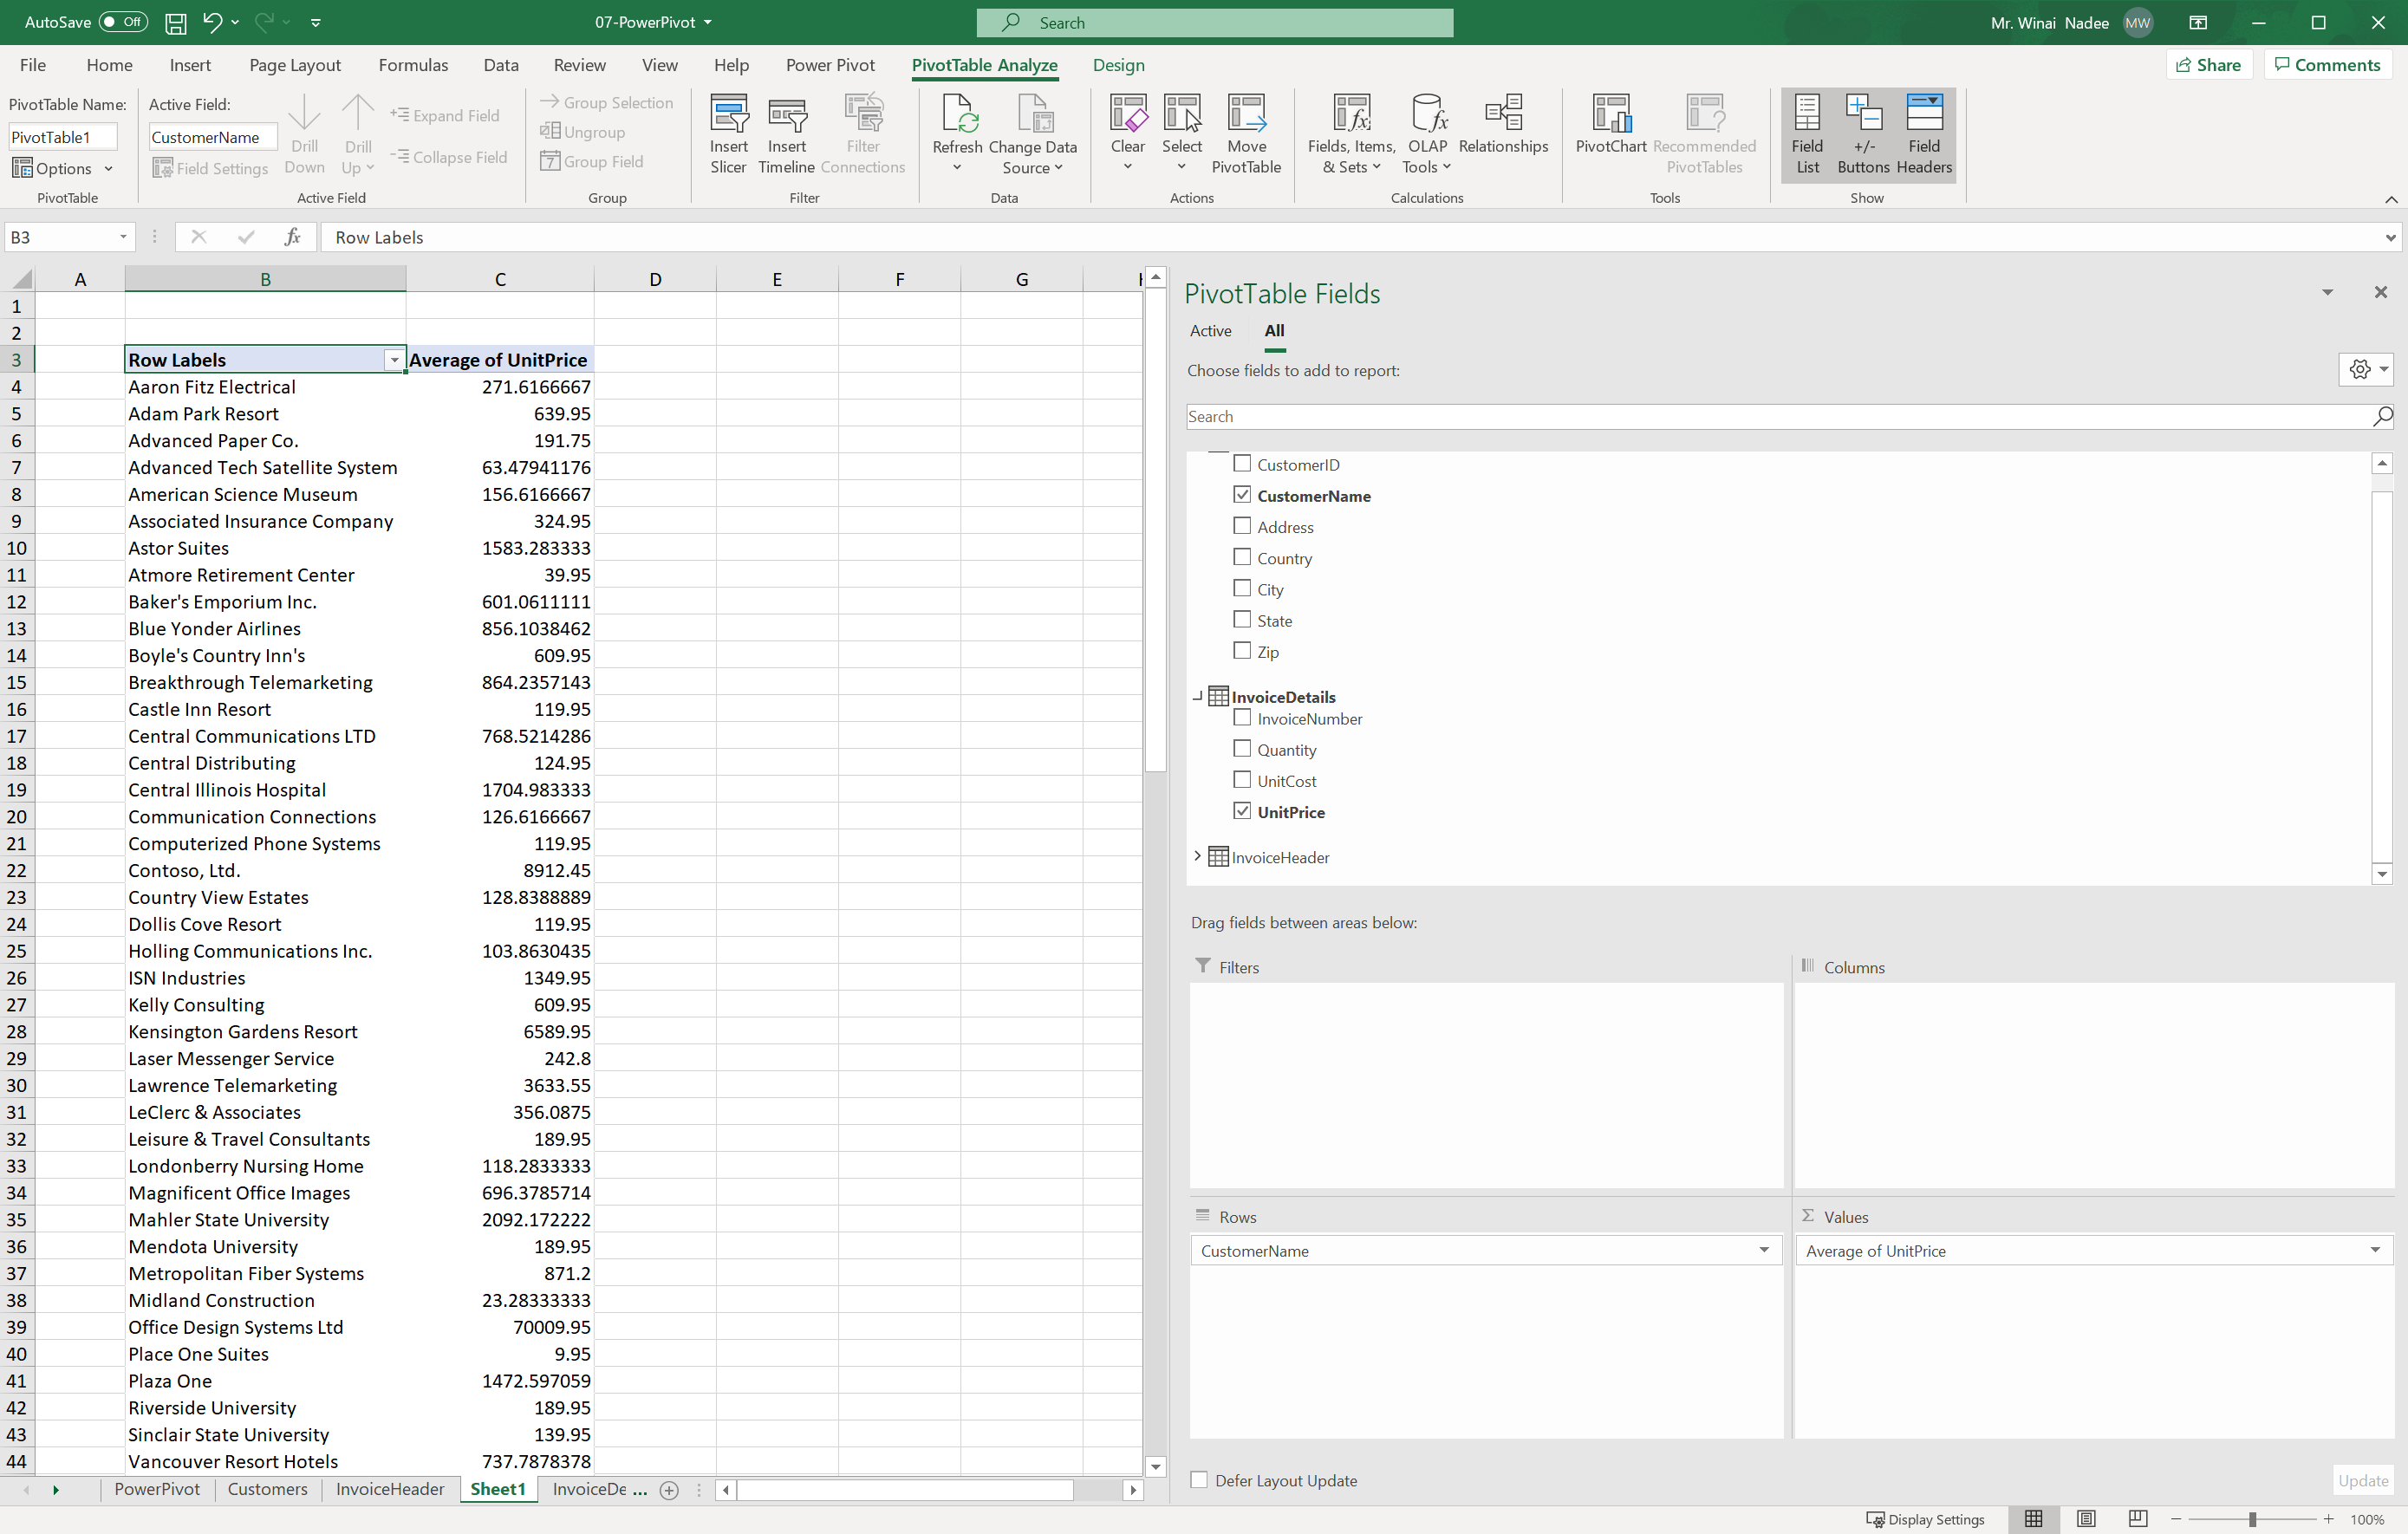 AutoSave Off 07-PowerPivot Search Mr. Winai Nadee MW
File Home Insert Page Layout Formulas Data Review View Help Power Pivot PivotTable Analyze Design Share Comments
PivotTable Name:
PivotTable1
Options
PivotTable
Active Field:
CustomerName
Field Settings
Drill Down
Drill Up
Expand Field
Collapse Field
Active Field
Group Selection
Ungroup
7 Group Field
Group
Insert Slicer
Insert Timeline
Filter Connections
Filter
Refresh
Change Data Source
Data
Clear
Select
Move PivotTable
Actions
Fields, Items, & Sets
OLAP Tools
Relationships
Calculations
PivotChart
Recommended PivotTables
Tools
Field List
+/- Buttons
Field Headers
Show
B3 fx Row Labels
A B C D E F G
1
2
3 Row Labels Average of UnitPrice
4 Aaron Fitz Electrical 271.6166667
5 Adam Park Resort 639.95
6 Advanced Paper Co. 191.75
7 Advanced Tech Satellite System 63.47941176
8 American Science Museum 156.6166667
9 Associated Insurance Company 324.95
10 Astor Suites 1583.283333
11 Atmore Retirement Center 39.95
12 Baker's Emporium Inc. 601.0611111
13 Blue Yonder Airlines 856.1038462
14 Boyle's Country Inn's 609.95
15 Breakthrough Telemarketing 864.2357143
16 Castle Inn Resort 119.95
17 Central Communications LTD 768.5214286
18 Central Distributing 124.95
19 Central Illinois Hospital 1704.983333
20 Communication Connections 126.6166667
21 Computerized Phone Systems 119.95
22 Contoso, Ltd. 8912.45
23 Country View Estates 128.8388889
24 Dollis Cove Resort 119.95
25 Holling Communications Inc. 103.8630435
26 ISN Industries 1349.95
27 Kelly Consulting 609.95
28 Kensington Gardens Resort 6589.95
29 Laser Messenger Service 242.8
30 Lawrence Telemarketing 3633.55
31 LeClerc & Associates 356.0875
32 Leisure & Travel Consultants 189.95
33 Londonberry Nursing Home 118.2833333
34 Magnificent Office Images 696.3785714
35 Mahler State University 2092.172222
36 Mendota University 189.95
37 Metropolitan Fiber Systems 871.2
38 Midland Construction 23.28333333
39 Office Design Systems Ltd 70009.95
40 Place One Suites 9.95
41 Plaza One 1472.597059
42 Riverside University 189.95
43 Sinclair State University 139.95
44 Vancouver Resort Hotels 737.7878378
PowerPivot Customers InvoiceHeader Sheet1 InvoiceDe ...
PivotTable Fields
Active All
Choose fields to add to report:
Search
CustomerID
CustomerName
Address
Country
City
State
Zip
InvoiceDetails
InvoiceNumber
Quantity
UnitCost
UnitPrice
InvoiceHeader
Drag fields between areas below:
Filters
Columns
Rows
CustomerName
Σ Values
Average of UnitPrice
Defer Layout Update Update
Display Settings 100%